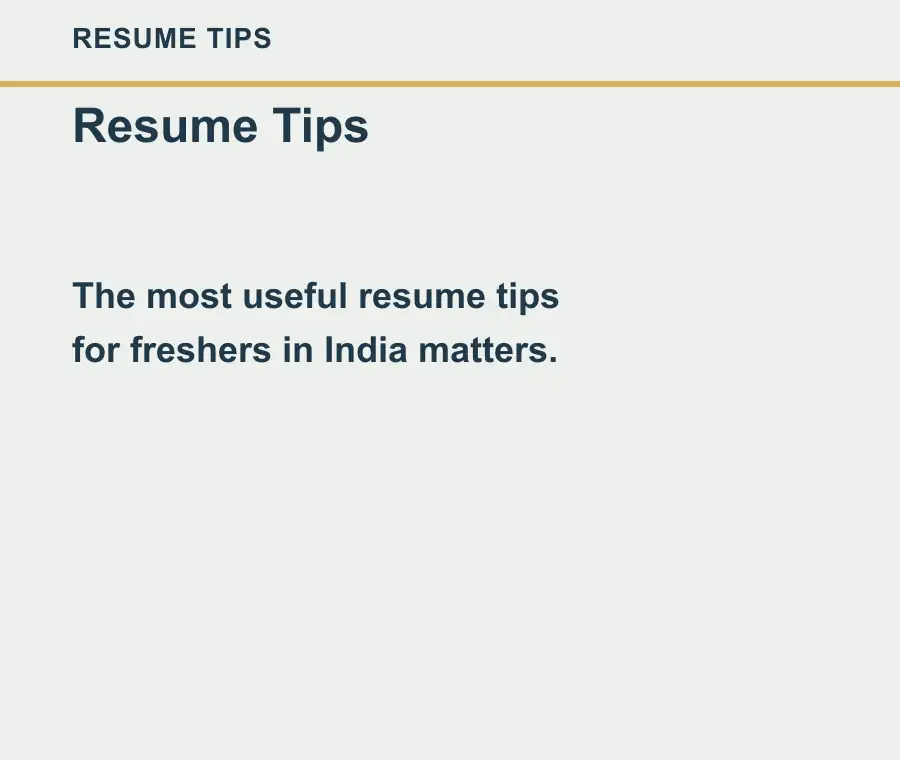 RESUME TIPS
Resume Tips
The most useful resume tips
for freshers in India matters.